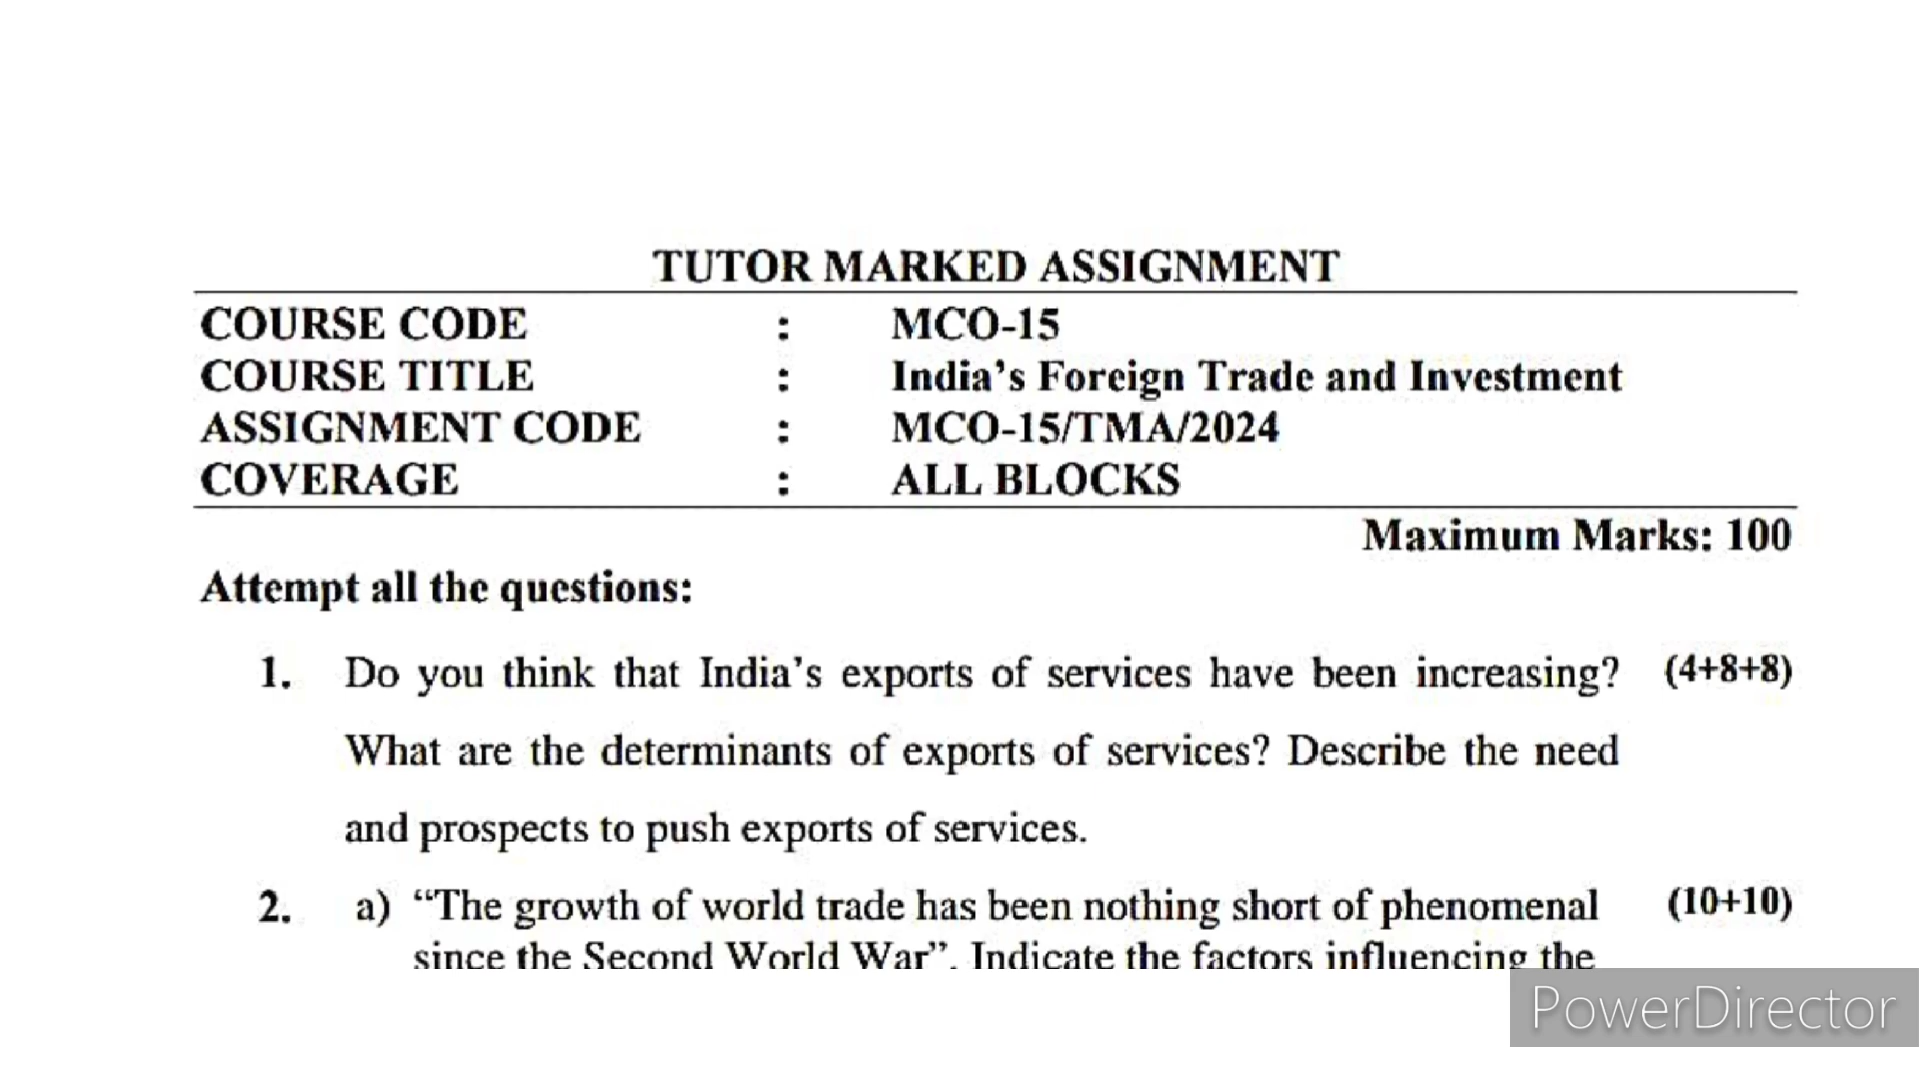 TUTOR MARKED ASSIGNMENT
COURSE CODE : MCO-15
COURSE TITLE : India's Foreign Trade and Investment
ASSIGNMENT CODE : MCO-15/TMA/2024
COVERAGE : ALL BLOCKS
Maximum Marks: 100
Attempt all the questions:
1. Do you think that India's exports of services have been increasing? (4+8+8)
What are the determinants of exports of services? Describe the need
and prospects to push exports of services.
2. a) “The growth of world trade has been nothing short of phenomenal (10+10)
since the Second World War”. Indicate the factors influencing the
PowerDirector